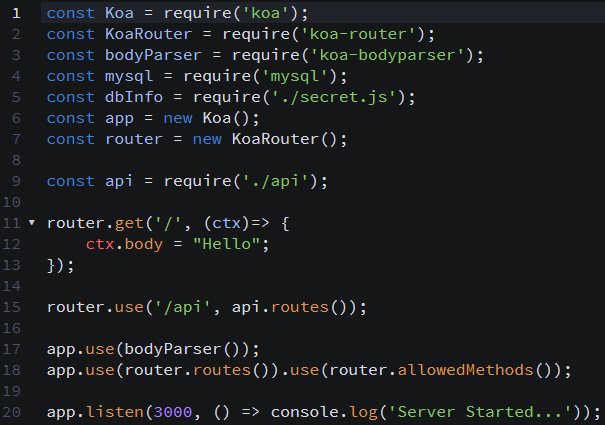 1 const Koa = require('koa');
2 const KoaRouter = require('koa-router');
3 const bodyParser = require('koa-bodyparser');
4 const mysql = require('mysql');
5 const dbInfo = require('./secret.js');
6 const app = new Koa();
7 const router = new KoaRouter();
8
9 const api = require('./api');
10
11 router.get('/', (ctx)=> {
12     ctx.body = "Hello";
13 });
14
15 router.use('/api', api.routes());
16
17 app.use(bodyParser());
18 app.use(router.routes()).use(router.allowedMethods());
19
20 app.listen(3000, () => console.log('Server Started...'));